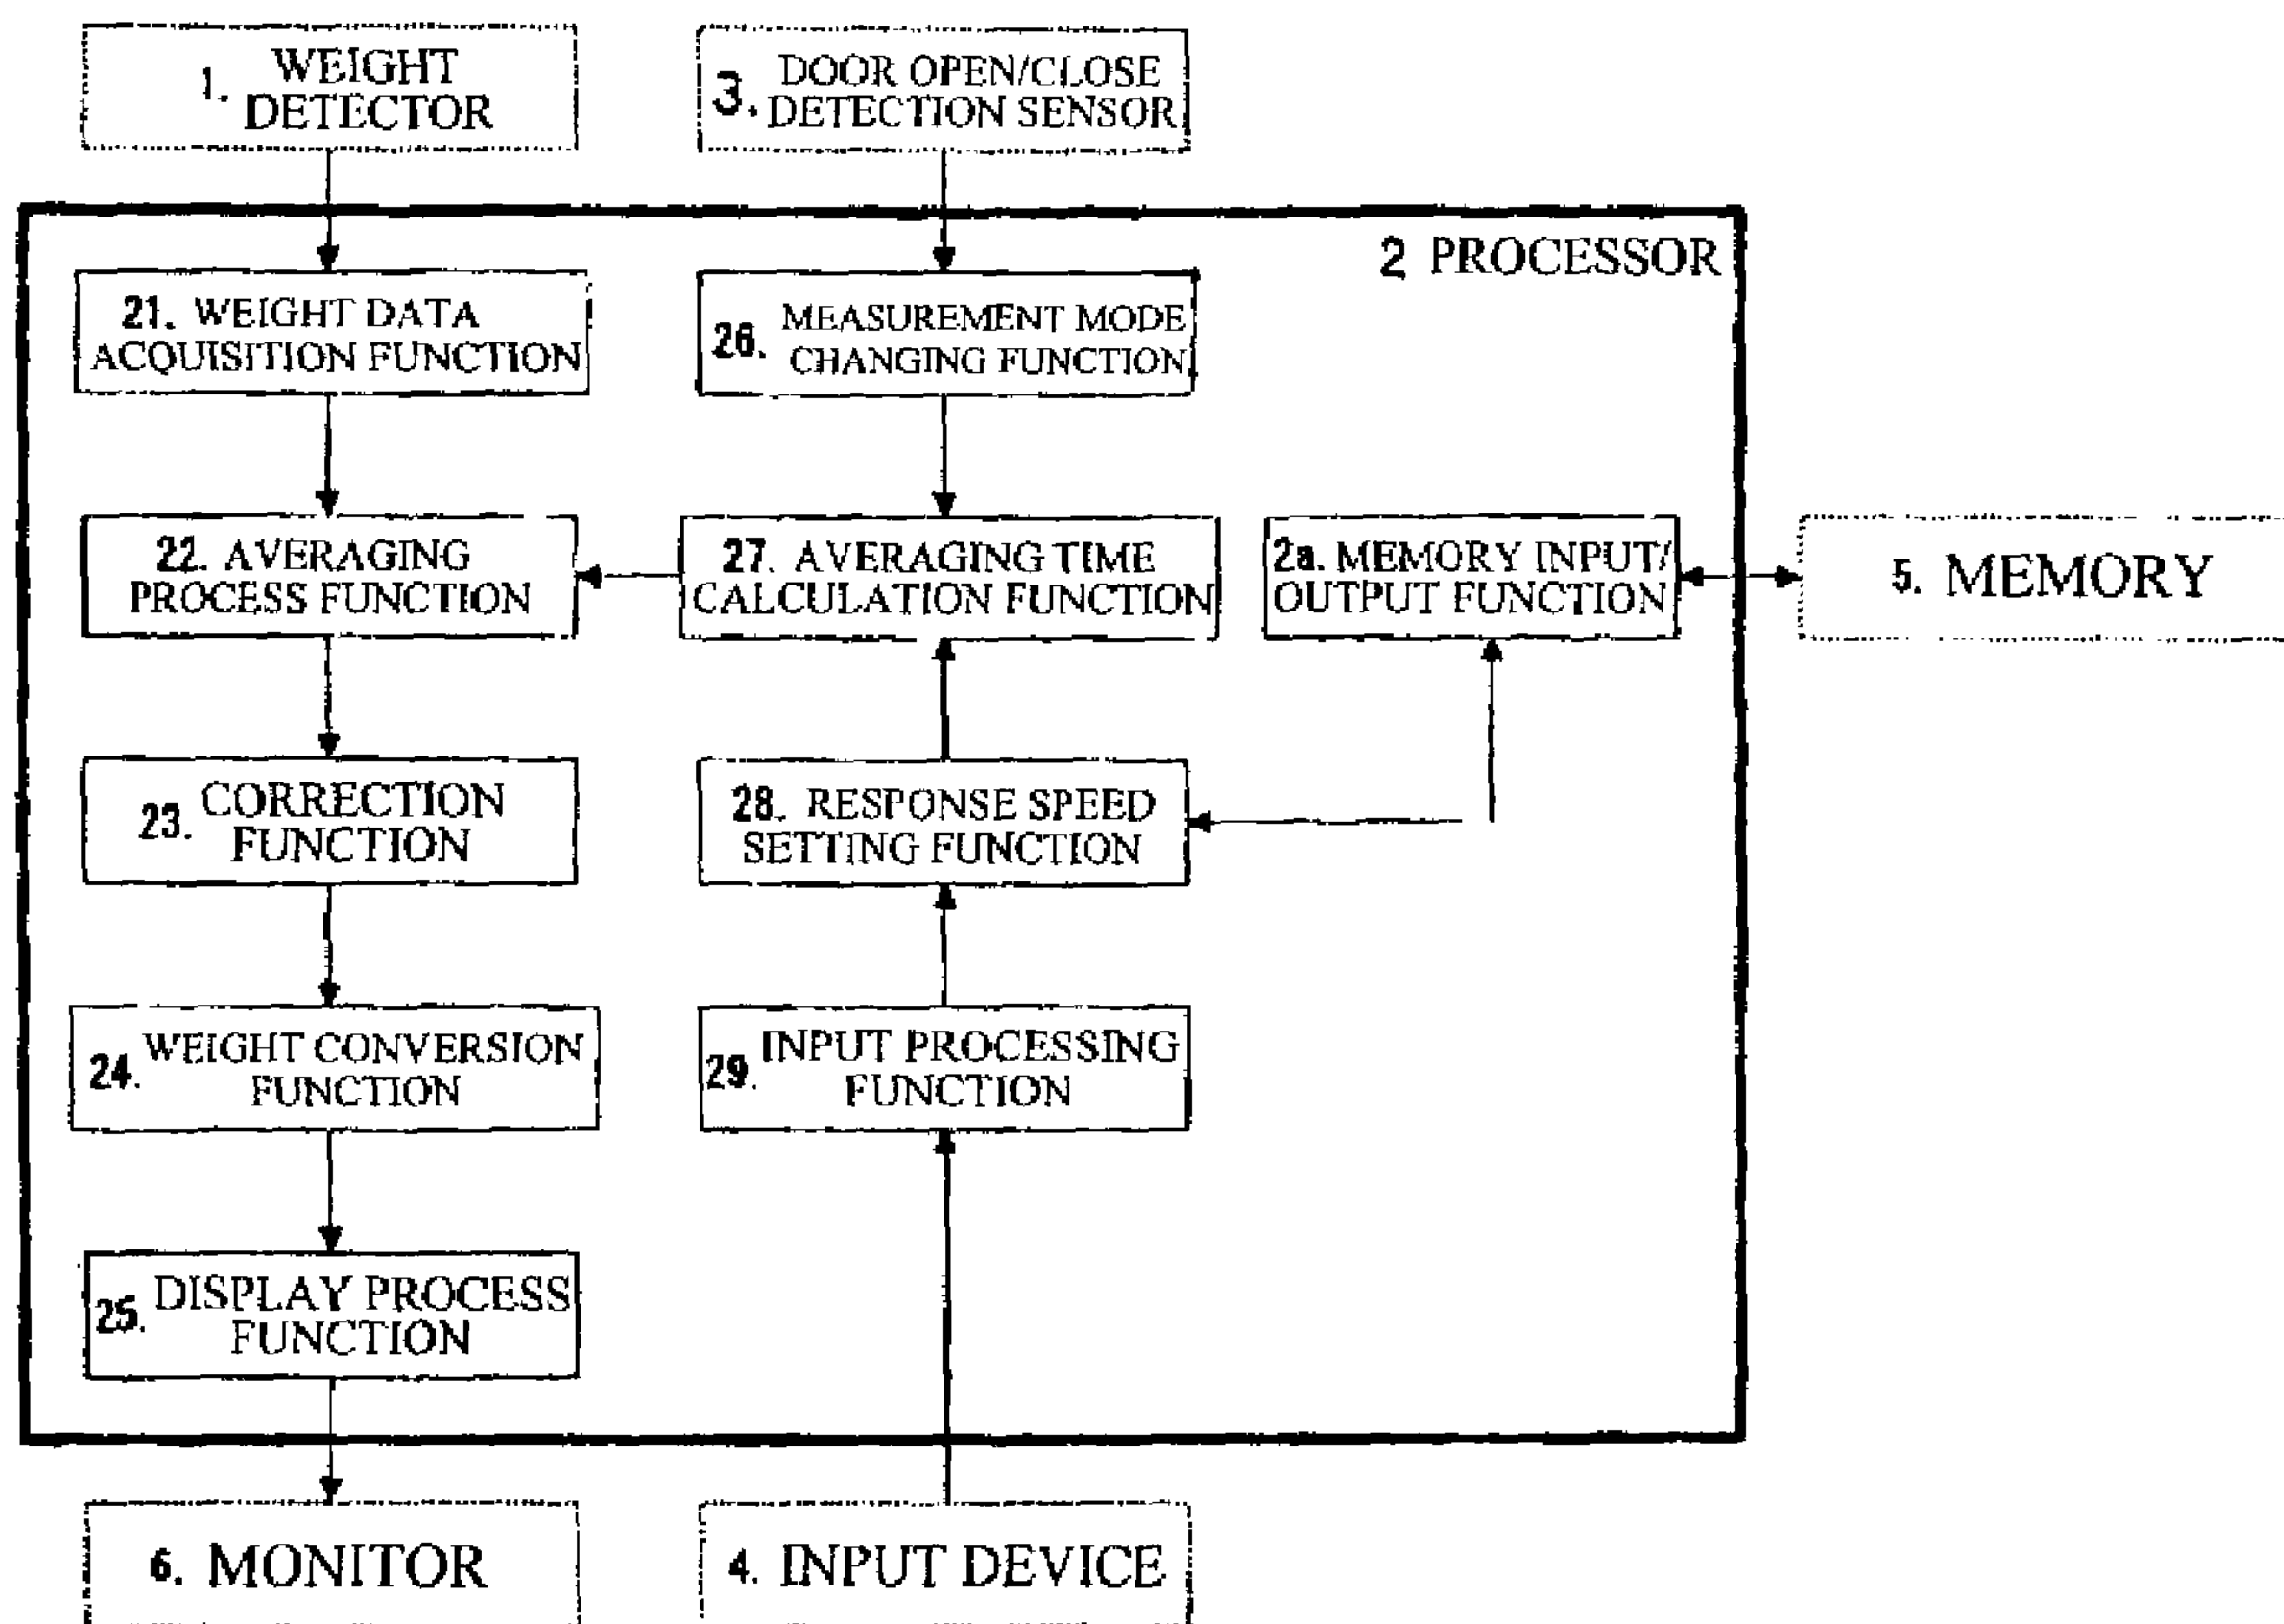 1. WEIGHT
DETECTOR
3. DOOR OPEN/CLOSE
DETECTION SENSOR
2 PROCESSOR
21. WEIGHT DATA
ACQUISITION FUNCTION
26. MEASUREMENT MODE
CHANGING FUNCTION
22. AVERAGING
PROCESS FUNCTION
27. AVERAGING TIME
CALCULATION FUNCTION
2a. MEMORY INPUT/
OUTPUT FUNCTION
5. MEMORY
23. CORRECTION
FUNCTION
28. RESPONSE SPEED
SETTING FUNCTION
24. WEIGHT CONVERSION
FUNCTION
29. INPUT PROCESSING
FUNCTION
25. DISPLAY PROCESS
FUNCTION
6. MONITOR
4. INPUT DEVICE